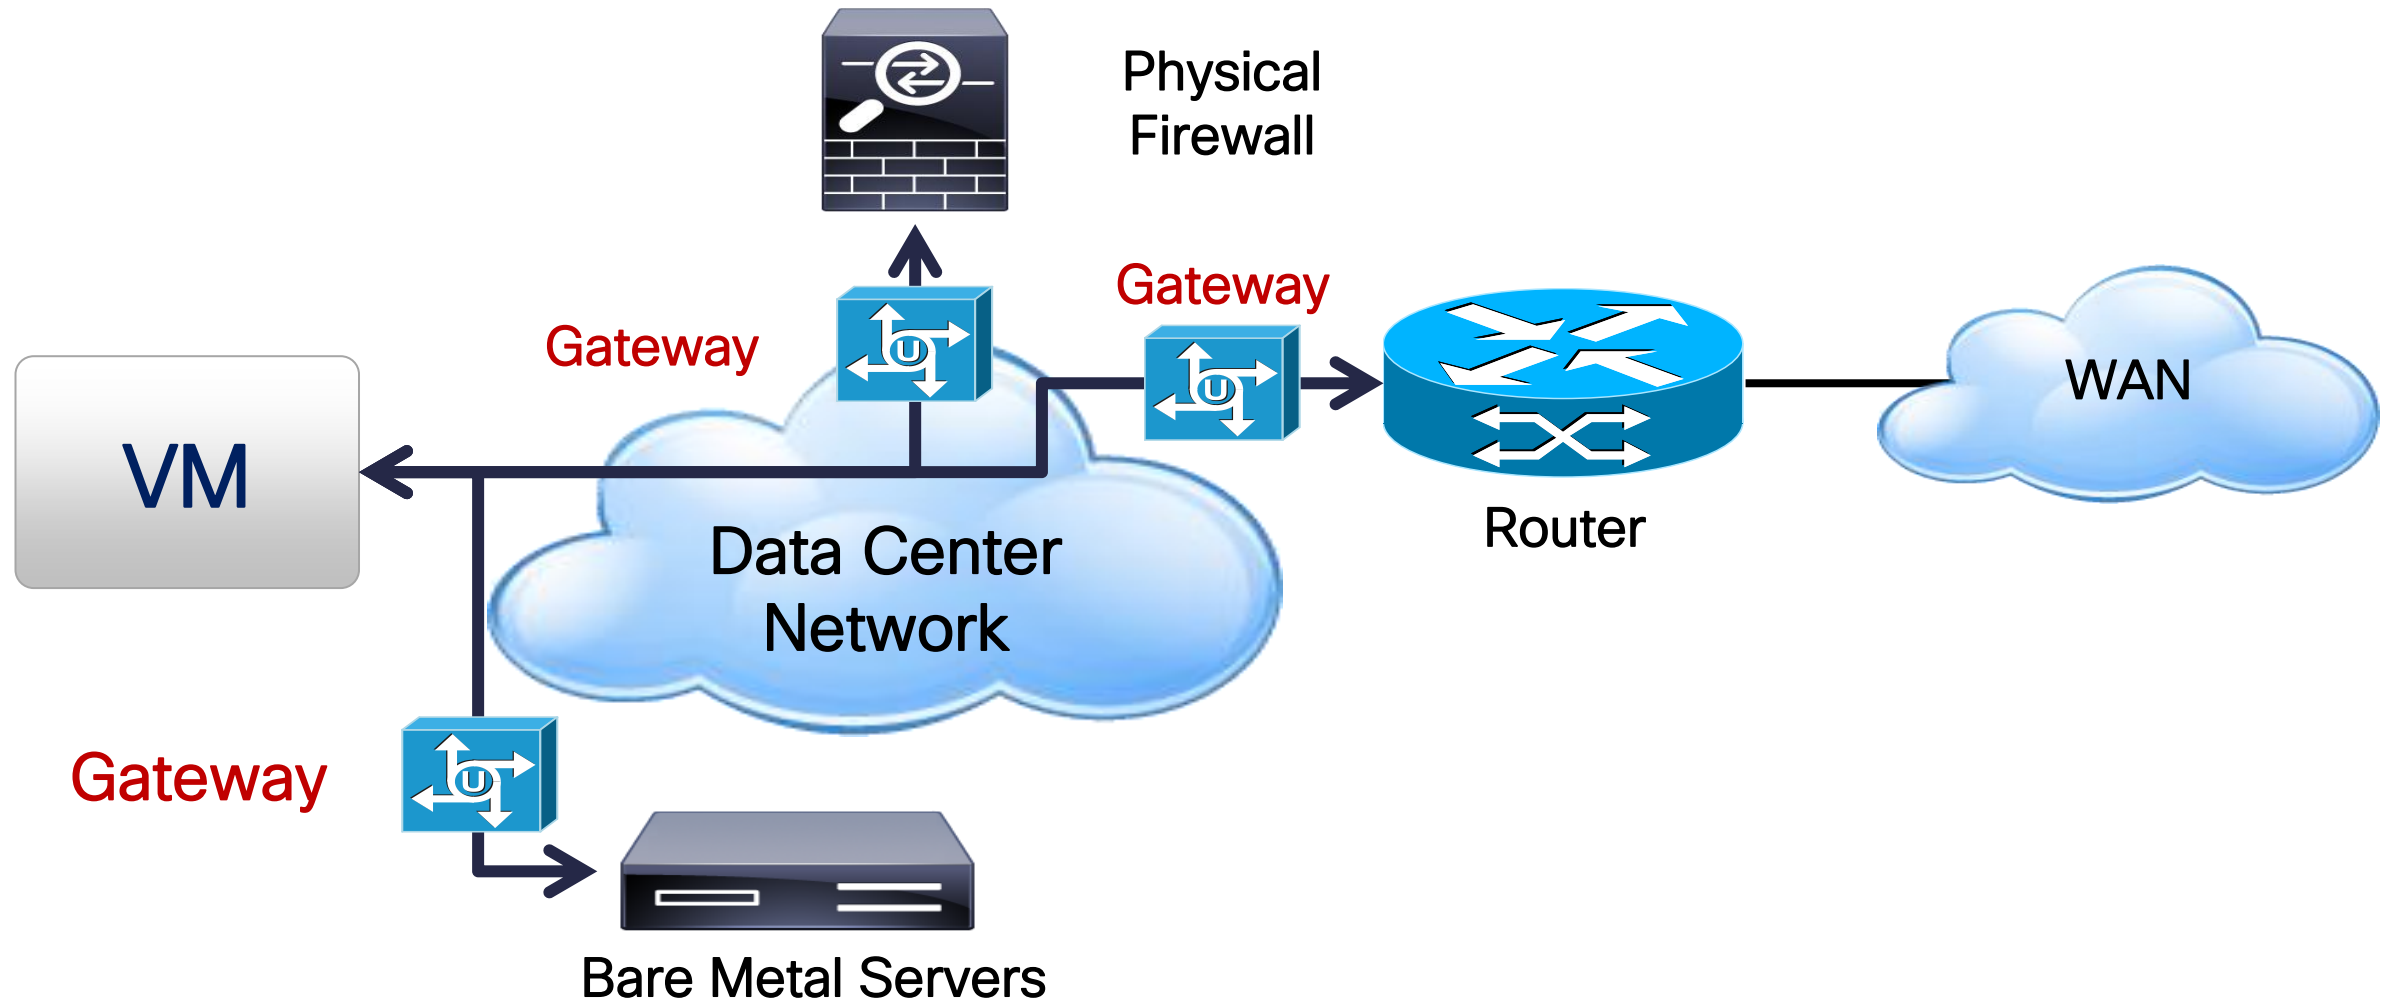 Physical
Firewall
Gateway
Gateway
U
U
WAN
VM
Router
Data Center
Network
Gateway
U
Bare Metal Servers